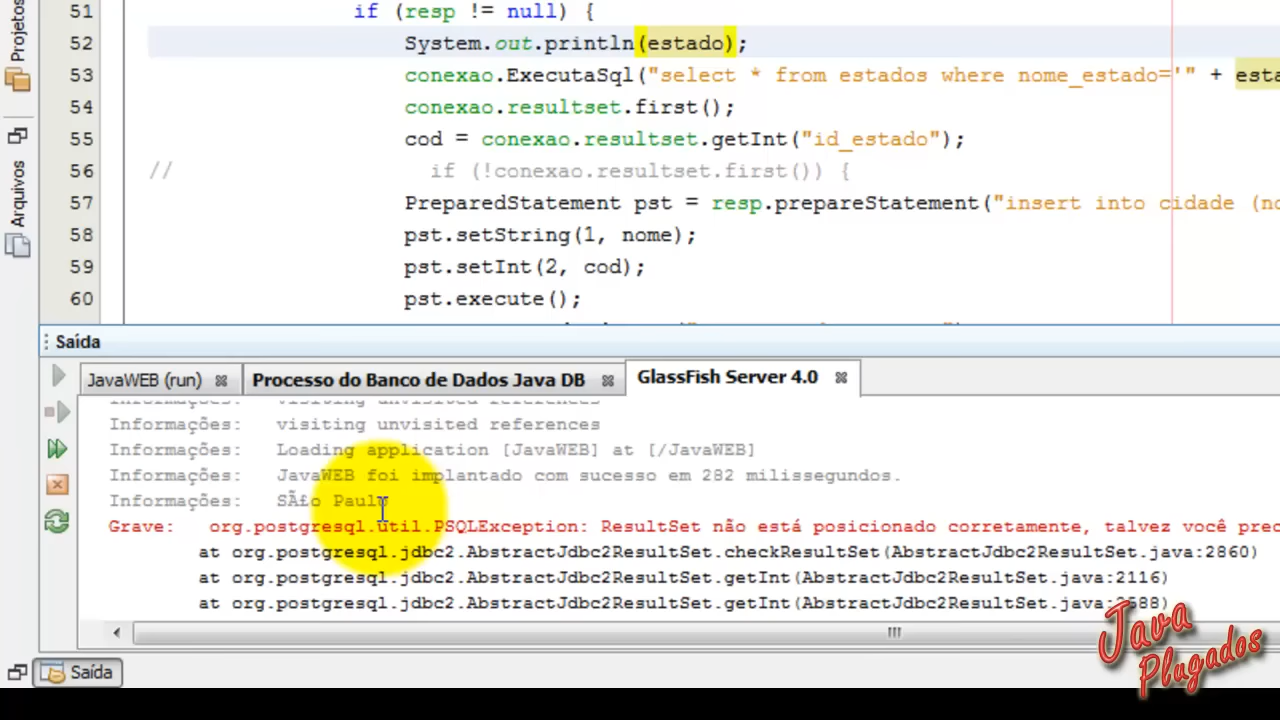 Projetos
Arquivos
51 if (resp != null) {
52 System.out.println(estado);
53 conexao.ExecutaSql("select * from estados where nome_estado='" + esta
54 conexao.resultset.first();
55 cod = conexao.resultset.getInt("id_estado");
56 // if (!conexao.resultset.first()) {
57 PreparedStatement pst = resp.prepareStatement("insert into cidade (no
58 pst.setString(1, nome);
59 pst.setInt(2, cod);
60 pst.execute();
Saída
JavaWEB (run) Processo do Banco de Dados Java DB GlassFish Server 4.0
Informações: visiting unvisited references
Informações: visiting unvisited references
Informações: Loading application [JavaWEB] at [/JavaWEB]
Informações: JavaWEB foi implantado com sucesso em 282 milissegundos.
Informações: SÃ£o Paulo
Grave: org.postgresql.util.PSQLException: ResultSet não está posicionado corretamente, talvez você prec
at org.postgresql.jdbc2.AbstractJdbc2ResultSet.checkResultSet(AbstractJdbc2ResultSet.java:2860)
at org.postgresql.jdbc2.AbstractJdbc2ResultSet.getInt(AbstractJdbc2ResultSet.java:2116)
at org.postgresql.jdbc2.AbstractJdbc2ResultSet.getInt(AbstractJdbc2ResultSet.java:2588)
Saída
Java
Plugados